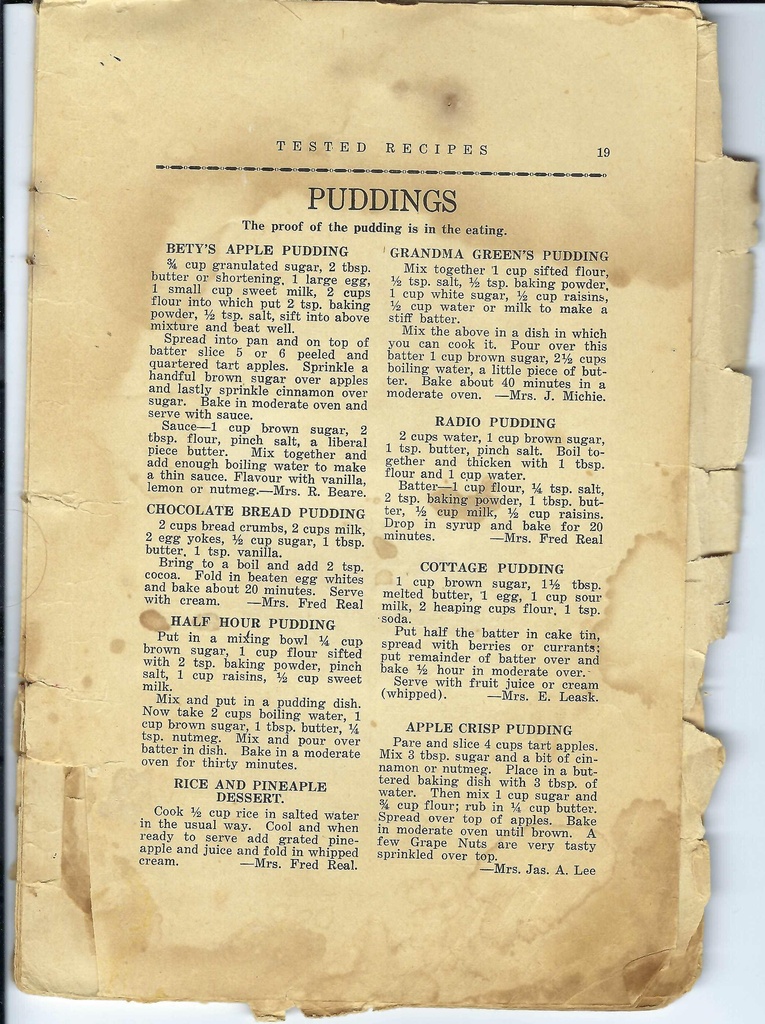 TESTED RECIPES 19
PUDDINGS
The proof of the pudding is in the eating.
BETY'S APPLE PUDDING
¾ cup granulated sugar, 2 tbsp.
butter or shortening, 1 large egg,
1 small cup sweet milk, 2 cups
flour into which put 2 tsp. baking
powder, ½ tsp. salt, sift into above
mixture and beat well.
Spread into pan and on top of
batter slice 5 or 6 peeled and
quartered tart apples. Sprinkle a
handful brown sugar over apples
and lastly sprinkle cinnamon over
sugar. Bake in moderate oven and
serve with sauce.
Sauce—1 cup brown sugar, 2
tbsp. flour, pinch salt, a liberal
piece butter. Mix together and
add enough boiling water to make
a thin sauce. Flavour with vanilla,
lemon or nutmeg.—Mrs. R. Beare.
CHOCOLATE BREAD PUDDING
2 cups bread crumbs, 2 cups milk,
2 egg yokes, ½ cup sugar, 1 tbsp.
butter, 1 tsp. vanilla.
Bring to a boil and add 2 tsp.
cocoa. Fold in beaten egg whites
and bake about 20 minutes. Serve
with cream. —Mrs. Fred Real
HALF HOUR PUDDING
Put in a mixing bowl ¼ cup
brown sugar, 1 cup flour sifted
with 2 tsp. baking powder, pinch
salt, 1 cup raisins, ½ cup sweet
milk.
Mix and put in a pudding dish.
Now take 2 cups boiling water, 1
cup brown sugar, 1 tbsp. butter, ¼
tsp. nutmeg. Mix and pour over
batter in dish. Bake in a moderate
oven for thirty minutes.
RICE AND PINEAPLE
DESSERT.
Cook ½ cup rice in salted water
in the usual way. Cool and when
ready to serve add grated pine-
apple and juice and fold in whipped
cream. —Mrs. Fred Real.
GRANDMA GREEN'S PUDDING
Mix together 1 cup sifted flour,
½ tsp. salt, ½ tsp. baking powder,
1 cup white sugar, ½ cup raisins,
½ cup water or milk to make a
stiff batter.
Mix the above in a dish in which
you can cook it. Pour over this
batter 1 cup brown sugar, 2½ cups
boiling water, a little piece of but-
ter. Bake about 40 minutes in a
moderate oven. —Mrs. J. Michie.
RADIO PUDDING
2 cups water, 1 cup brown sugar,
1 tsp. butter, pinch salt. Boil to-
gether and thicken with 1 tbsp.
flour and 1 cup water.
Batter—1 cup flour, ¼ tsp. salt,
2 tsp. baking powder, 1 tbsp. but-
ter, ½ cup milk, ½ cup raisins.
Drop in syrup and bake for 20
minutes. —Mrs. Fred Real
COTTAGE PUDDING
1 cup brown sugar, 1½ tbsp.
melted butter, 1 egg, 1 cup sour
milk, 2 heaping cups flour, 1 tsp.
soda.
Put half the batter in cake tin,
spread with berries or currants;
put remainder of batter over and
bake ½ hour in moderate over.
Serve with fruit juice or cream
(whipped). —Mrs. E. Leask.
APPLE CRISP PUDDING
Pare and slice 4 cups tart apples.
Mix 3 tbsp. sugar and a bit of cin-
namon or nutmeg. Place in a but-
tered baking dish with 3 tbsp. of
water. Then mix 1 cup sugar and
¾ cup flour; rub in ¼ cup butter.
Spread over top of apples. Bake
in moderate oven until brown. A
few Grape Nuts are very tasty
sprinkled over top.
—Mrs. Jas. A. Lee